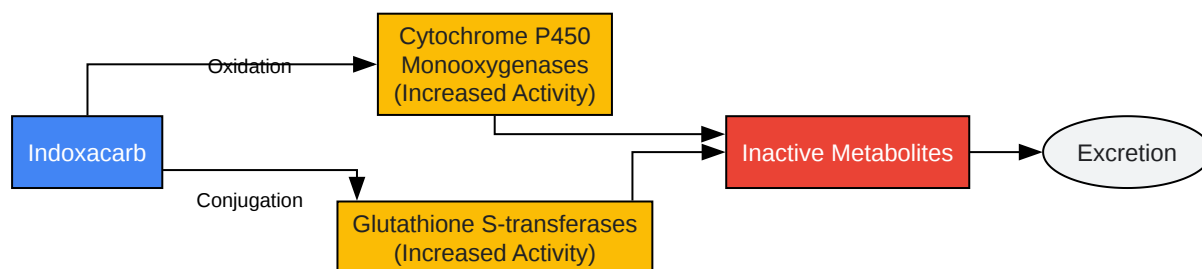 Cytochrome P450
Monooxygenases
(Increased Activity)
Oxidation
Indoxacarb
Inactive Metabolites
Excretion
Conjugation
Glutathione S-transferases
(Increased Activity)